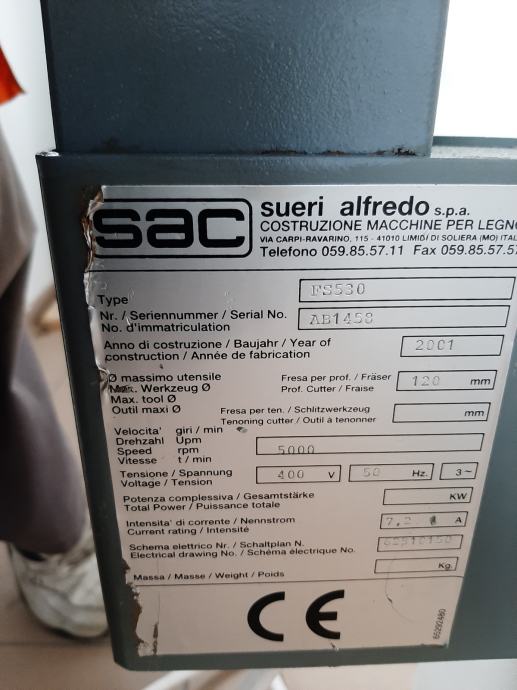 sac
sueri alfredo s.p.a.
COSTRUZIONE MACCHINE PER LEGNO
VIA CARPI-RAVARINO, 115 - 41010 LIMIDI DI SOLIERA (MO) ITAL
Telefono 059.85.57.11 Fax 059.85.57.57
Type FS530
Nr. / Seriennummer / Serial No. AB1458
No. d'immatriculation
Anno di costruzione / Baujahr / Year of 2001
construction / Année de fabrication
Ø massimo utensile Fresa per prof. / Fräser 120 mm
Max. Werkzeug Ø Prof. Cutter / Fraise
Max. tool Ø
Outil maxi Ø Fresa per ten. / Schlitzwerkzeug mm
Tenoning cutter / Outil à tenonner
Velocita' giri / min
Drehzahl Upm
Speed rpm 5000
Vitesse t / min
Tensione / Spannung 400 V 50 Hz. 3~
Voltage / Tension
Potenza complessiva / Gesamtstärke KW
Total Power / Puissance totale
Intensita' di corrente / Nennstrom 7,2 A
Current rating / Intensité
Schema elettrico Nr. / Schaltplan N.
Electrical drawing No. / Schéma électrique No.
Massa / Masse / Weight / Poids Kg.
CE
65292480